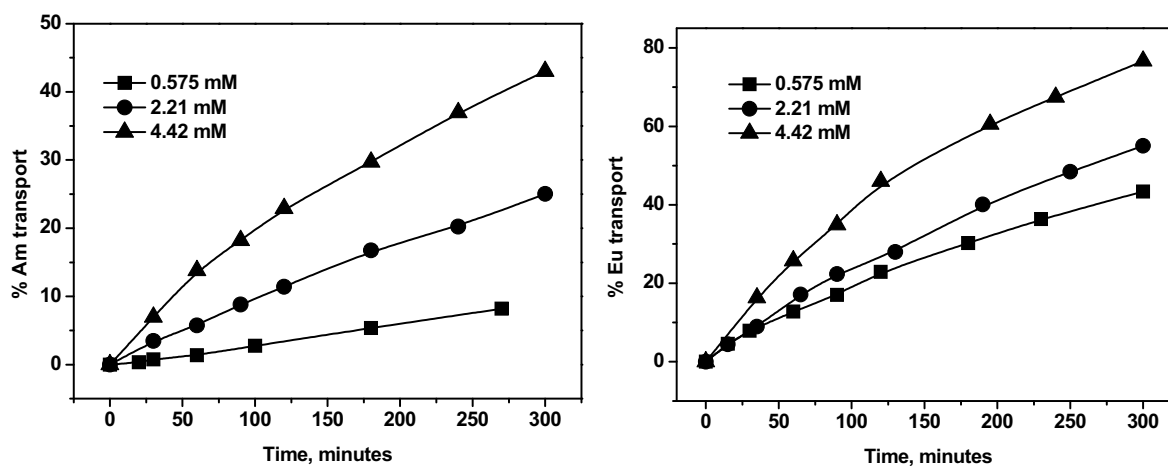 50
40
30
20
10
0
% Am transport
0.575 mM
2.21 mM
4.42 mM
0 50 100 150 200 250 300
Time, minutes
80
60
40
20
0
% Eu transport
0.575 mM
2.21 mM
4.42 mM
0 50 100 150 200 250 300
Time, minutes